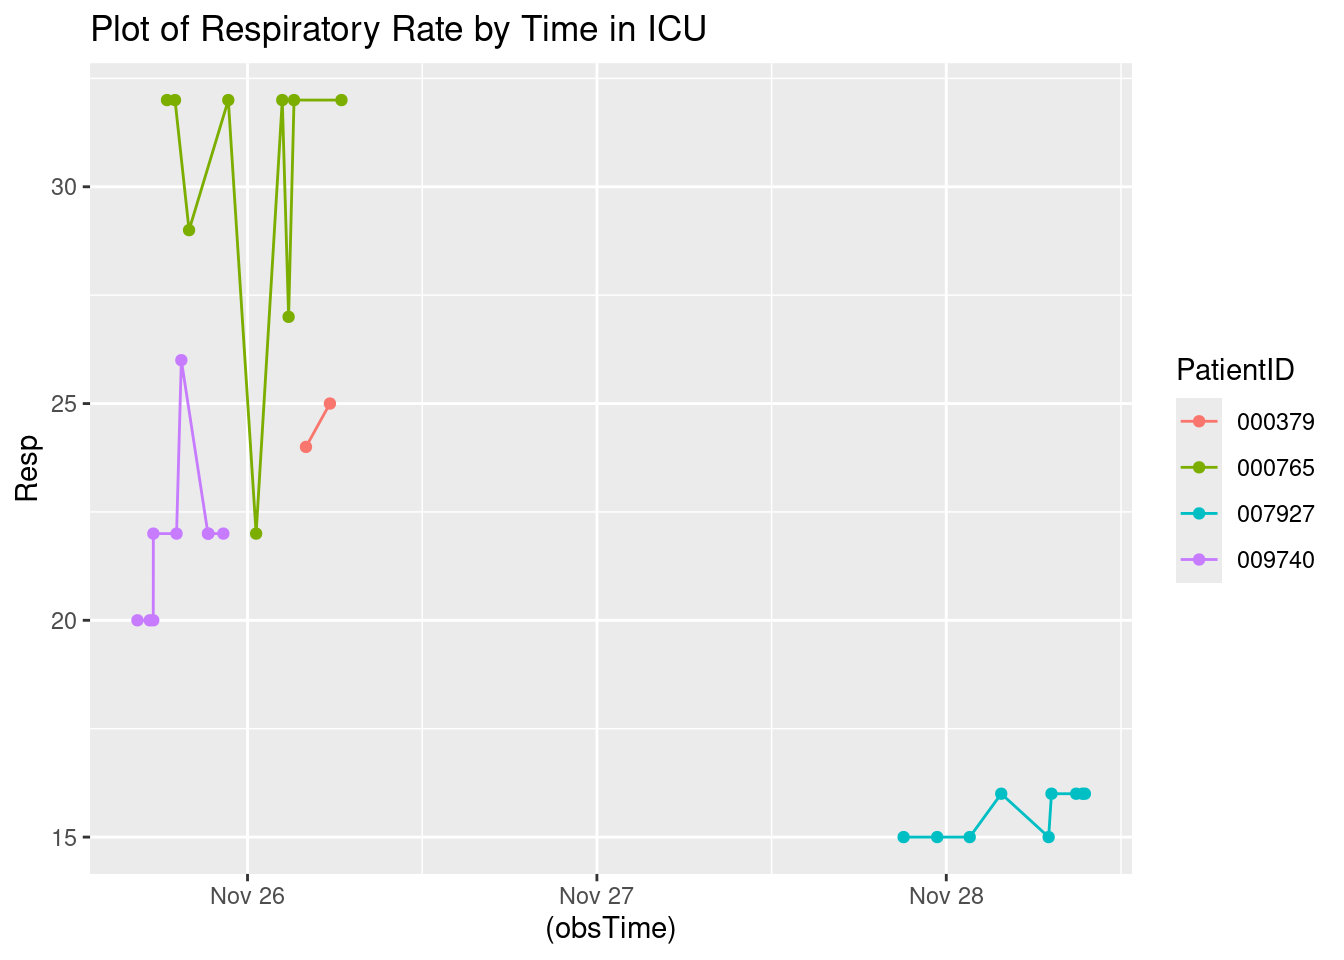 Plot of Respiratory Rate by Time in ICU
30
25
20
15
Resp
Nov 26
Nov 27
Nov 28
(obsTime)
PatientID
000379
000765
007927
009740